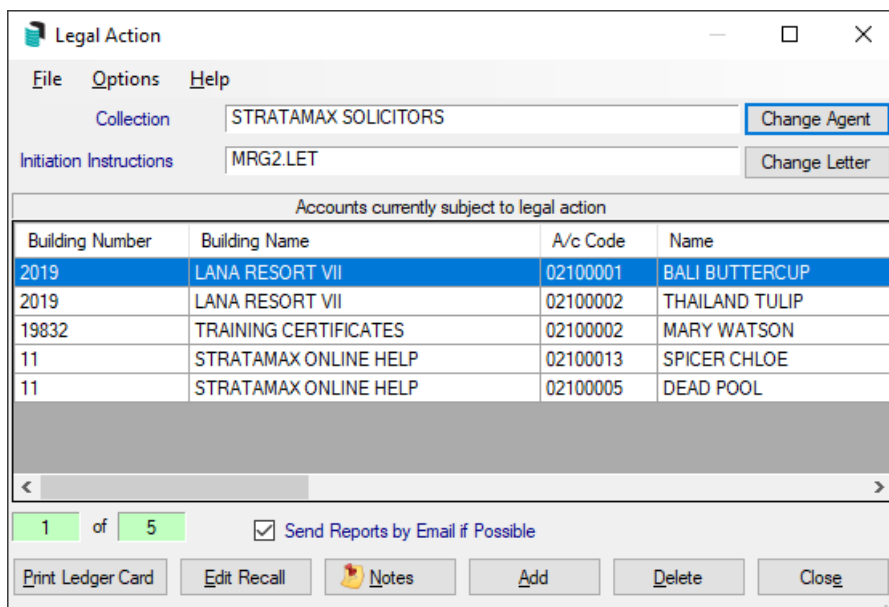 Legal Action
File Options Help
Collection STRATAMAX SOLICITORS Change Agent
Initiation Instructions MRG2.LET Change Letter
Accounts currently subject to legal action
Building Number Building Name A/c Code Name
2019 LANA RESORT VII 02100001 BALI BUTTERCUP
2019 LANA RESORT VII 02100002 THAILAND TULIP
19832 TRAINING CERTIFICATES 02100002 MARY WATSON
11 STRATAMAX ONLINE HELP 02100013 SPICER CHLOE
11 STRATAMAX ONLINE HELP 02100005 DEAD POOL
1 of 5 Send Reports by Email if Possible
Print Ledger Card Edit Recall Notes Add Delete Close